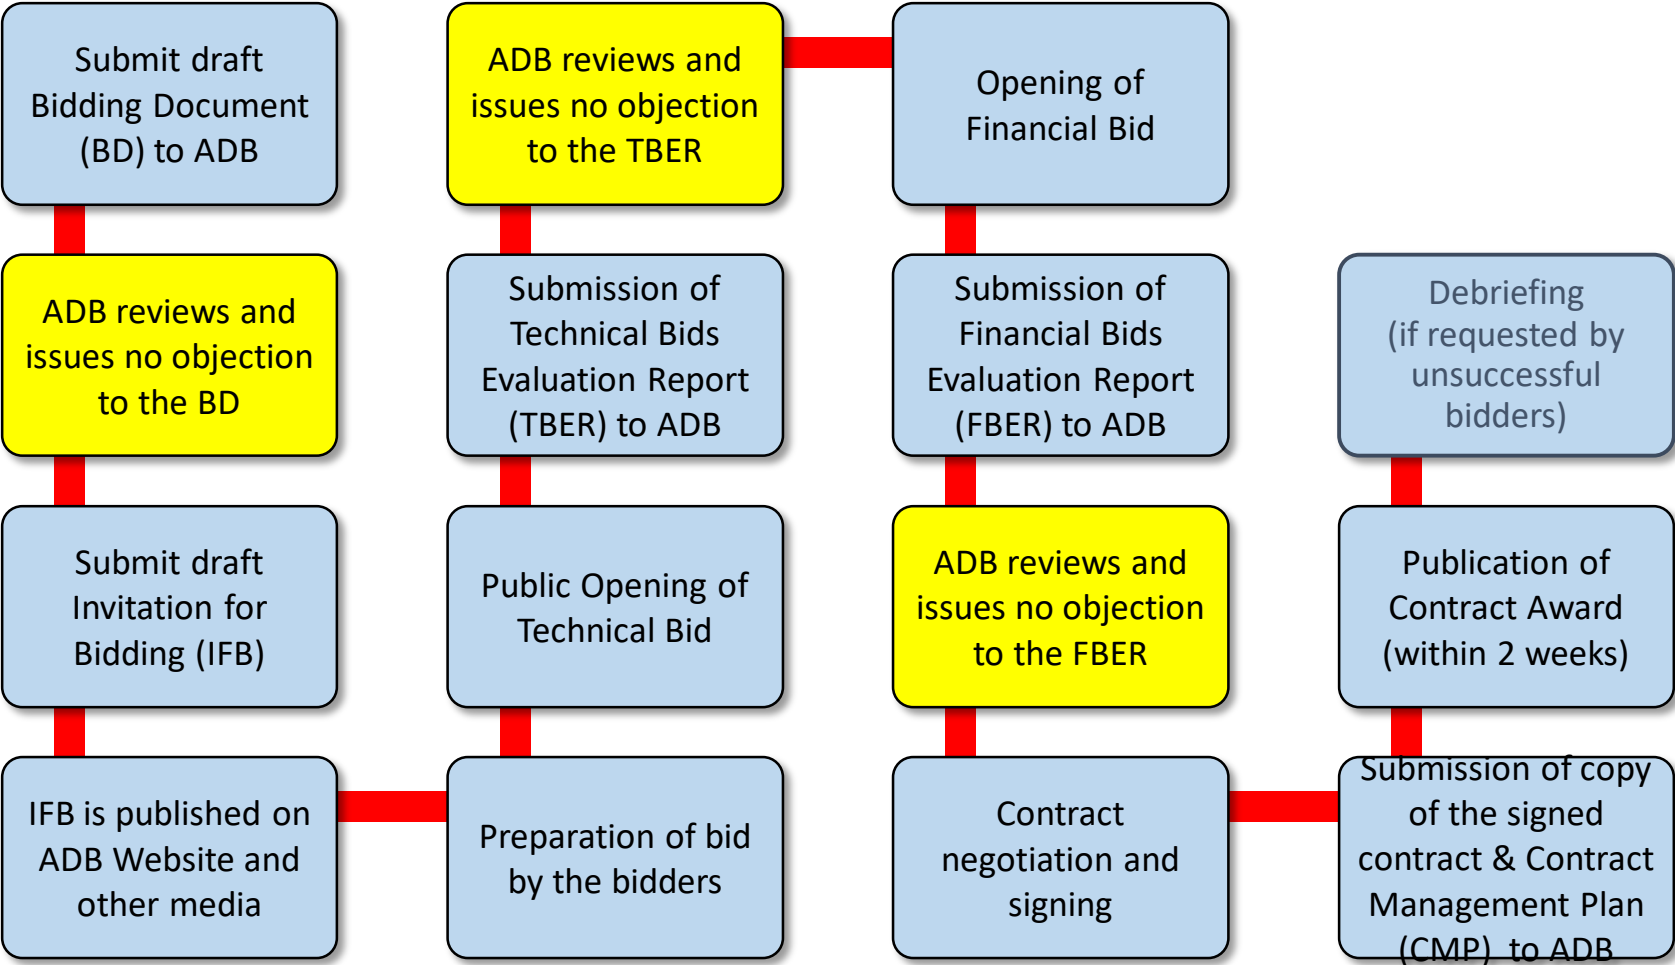 Submit draft
Bidding Document
(BD) to ADB
ADB reviews and
issues no objection
to the BD
Submit draft
Invitation for
Bidding (IFB)
IFB is published on
ADB Website and
other media
Preparation of bid
by the bidders
Public Opening of
Technical Bid
Submission of
Technical Bids
Evaluation Report
(TBER) to ADB
ADB reviews and
issues no objection
to the TBER
Opening of
Financial Bid
Submission of
Financial Bids
Evaluation Report
(FBER) to ADB
ADB reviews and
issues no objection
to the FBER
Contract
negotiation and
signing
Submission of copy
of the signed
contract & Contract
Management Plan
(CMP) to ADB
Publication of
Contract Award
(within 2 weeks)
Debriefing
(if requested by
unsuccessful
bidders)